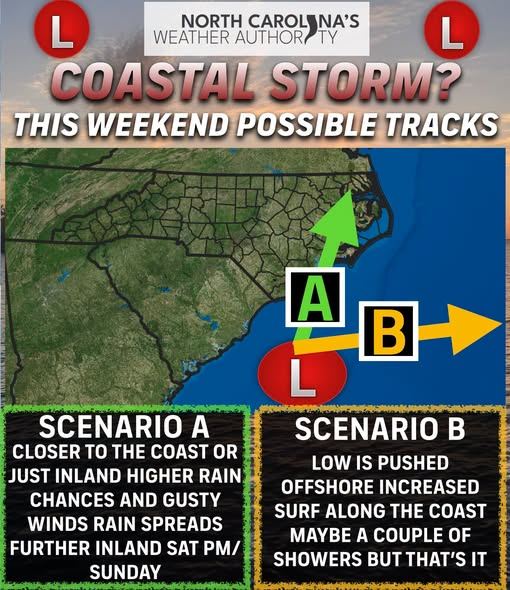 L
NORTH CAROLINA'S
WEATHER AUTHORITY
L
COASTAL STORM?
THIS WEEKEND POSSIBLE TRACKS
A
B
L
SCENARIO A
CLOSER TO THE COAST OR
JUST INLAND HIGHER RAIN
CHANCES AND GUSTY
WINDS RAIN SPREADS
FURTHER INLAND SAT PM/
SUNDAY
SCENARIO B
LOW IS PUSHED
OFFSHORE INCREASED
SURF ALONG THE COAST
MAYBE A COUPLE OF
SHOWERS BUT THAT'S IT